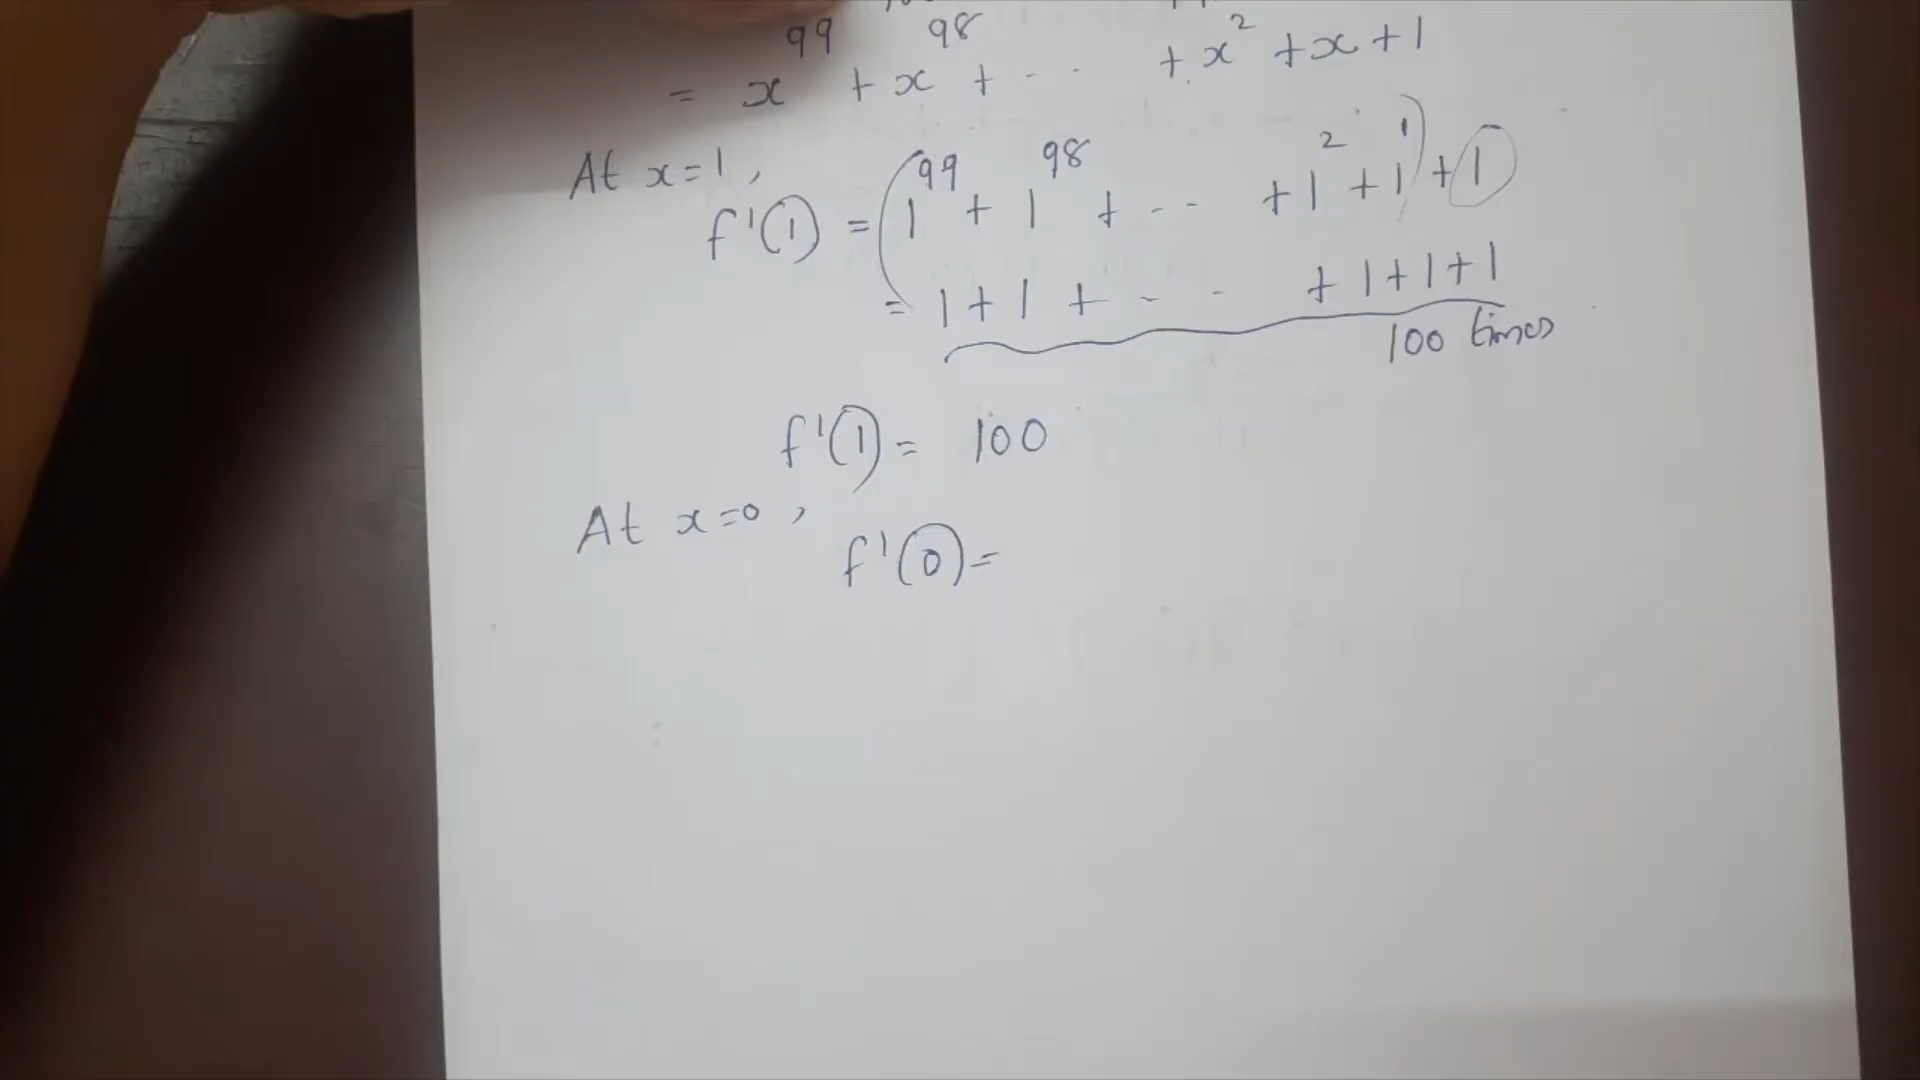 = x^99 + x^98 + - - + x^2 + x + 1
At x = 1,
f'(1) = (1^99 + 1^98 + - - + 1^2 + 1^1) + 1
= 1 + 1 + - - + 1 + 1 + 1
100 times
f'(1) = 100
At x = 0,
f'(0) =